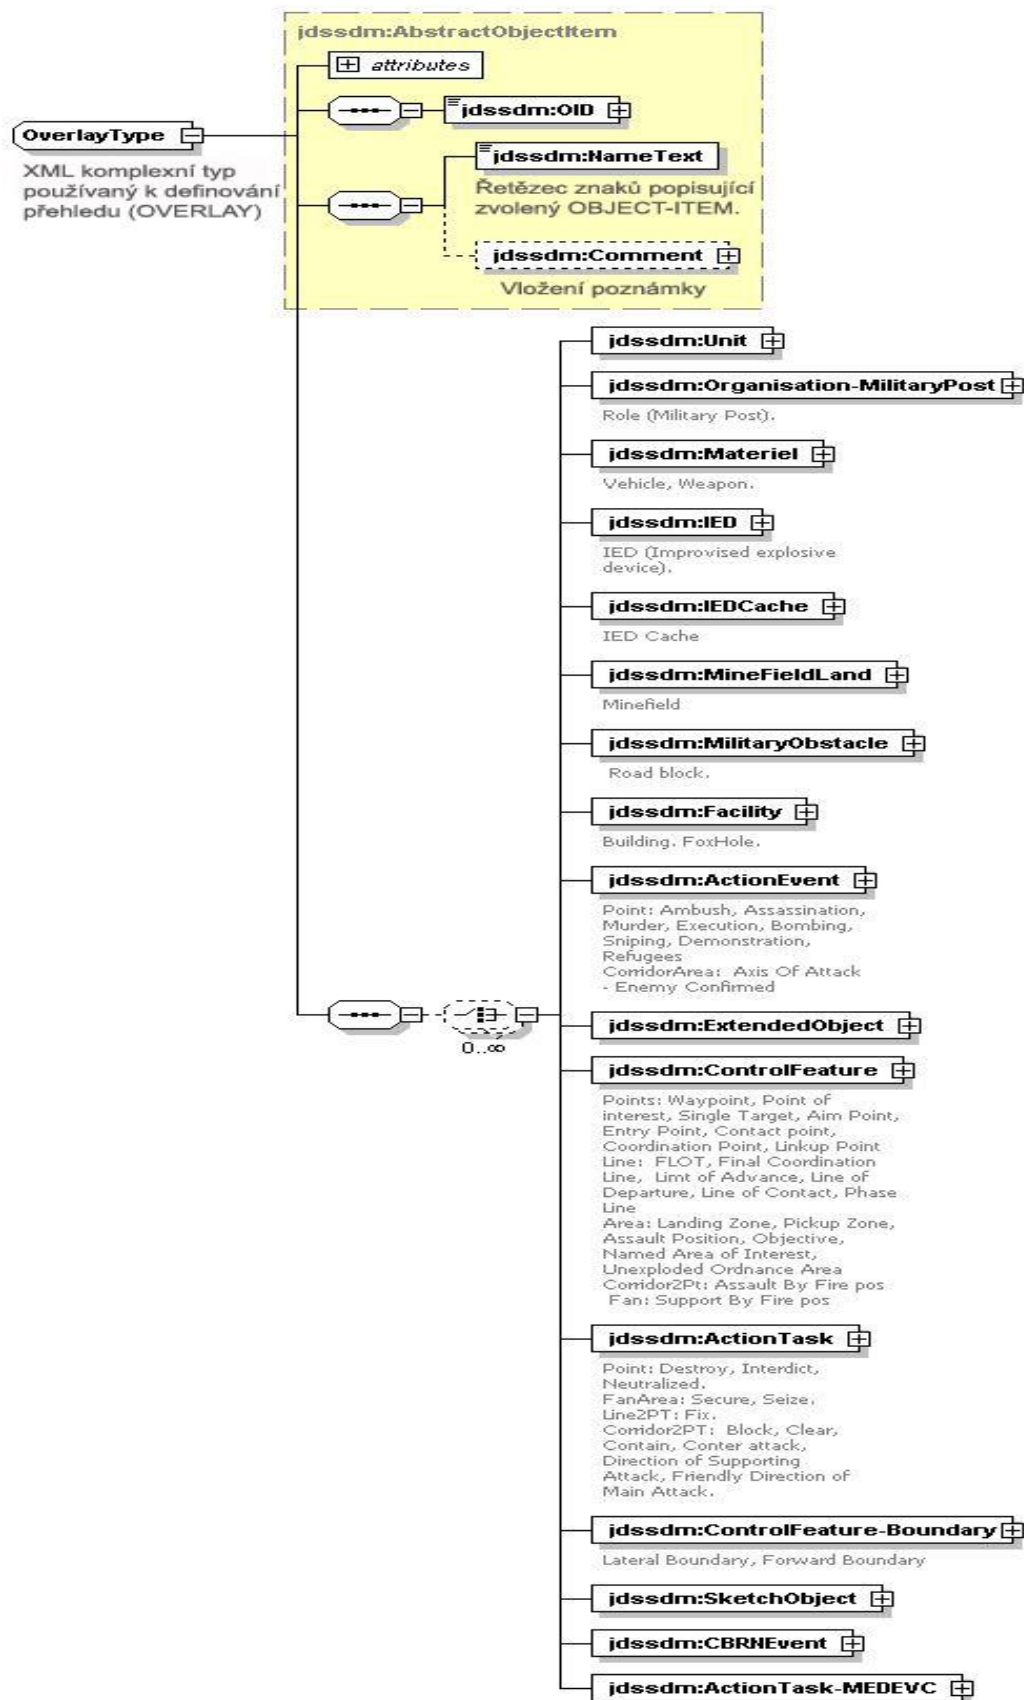 jdssdm:AbstractObjectItem
attributes
jdssdm:OID
OverlayType
XML komplexní typ
používaný k definování
přehledu (OVERLAY)
jdssdm:NameText
Řetězec znaků popisující
zvolený OBJECT-ITEM.
jdssdm:Comment
Vložení poznámky
jdssdm:Unit
jdssdm:Organisation-MilitaryPost
Role (Military Post).
jdssdm:Materiel
Vehicle, Weapon.
jdssdm:IED
IED (Improvised explosive
device).
jdssdm:IEDCache
IED Cache
jdssdm:MineFieldLand
Minefield
jdssdm:MilitaryObstacle
Road block.
jdssdm:Facility
Building. FoxHole.
jdssdm:ActionEvent
Point: Ambush, Assassination,
Murder, Execution, Bombing,
Sniping, Demonstration,
Refugees
CorridorArea: Axis Of Attack
- Enemy Confirmed
0..∞
jdssdm:ExtendedObject
jdssdm:ControlFeature
Points: Waypoint, Point of
interest, Single Target, Aim Point,
Entry Point, Contact point,
Coordination Point, Linkup Point
Line: FLOT, Final Coordination
Line, Limt of Advance, Line of
Departure, Line of Contact, Phase
Line
Area: Landing Zone, Pickup Zone,
Assault Position, Objective,
Named Area of Interest,
Unexploded Ordnance Area
Corridor2Pt: Assault By Fire pos
Fan: Support By Fire pos
jdssdm:ActionTask
Point: Destroy, Interdict,
Neutralized.
FanArea: Secure, Seize.
Line2PT: Fix.
Corridor2PT: Block, Clear,
Contain, Conter attack,
Direction of Supporting
Attack, Friendly Direction of
Main Attack.
jdssdm:ControlFeature-Boundary
Lateral Boundary, Forward Boundary
jdssdm:SketchObject
jdssdm:CBRNEvent
jdssdm:ActionTask-MEDEVC